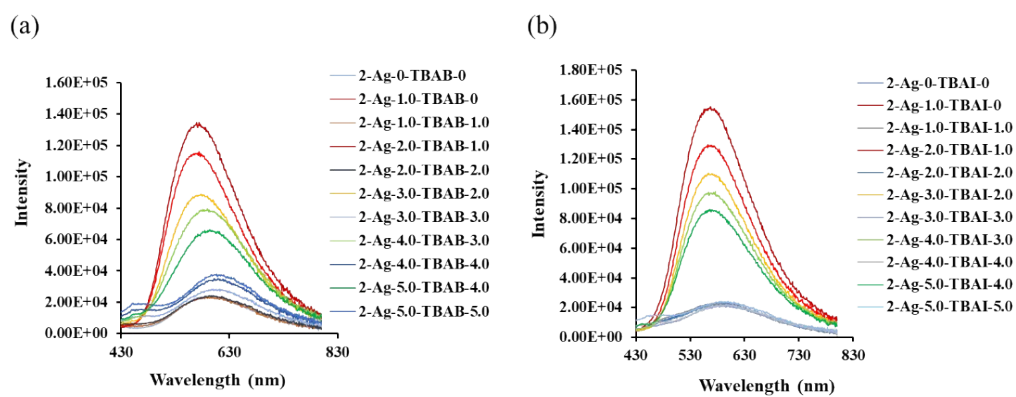 (a)
Intensity
1.60E+05
1.40E+05
1.20E+05
1.00E+05
8.00E+04
6.00E+04
4.00E+04
2.00E+04
0.00E+00
430
630
830
Wavelength (nm)
2-Ag-0-TBAB-0
2-Ag-1.0-TBAB-0
2-Ag-1.0-TBAB-1.0
2-Ag-2.0-TBAB-1.0
2-Ag-2.0-TBAB-2.0
2-Ag-3.0-TBAB-2.0
2-Ag-3.0-TBAB-3.0
2-Ag-4.0-TBAB-3.0
2-Ag-4.0-TBAB-4.0
2-Ag-5.0-TBAB-4.0
2-Ag-5.0-TBAB-5.0
(b)
Intensity
1.80E+05
1.60E+05
1.40E+05
1.20E+05
1.00E+05
8.00E+04
6.00E+04
4.00E+04
2.00E+04
0.00E+00
430
530
630
730
830
Wavelength (nm)
2-Ag-0-TBAI-0
2-Ag-1.0-TBAI-0
2-Ag-1.0-TBAI-1.0
2-Ag-2.0-TBAI-1.0
2-Ag-2.0-TBAI-2.0
2-Ag-3.0-TBAI-2.0
2-Ag-3.0-TBAI-3.0
2-Ag-4.0-TBAI-3.0
2-Ag-4.0-TBAI-4.0
2-Ag-5.0-TBAI-4.0
2-Ag-5.0-TBAI-5.0